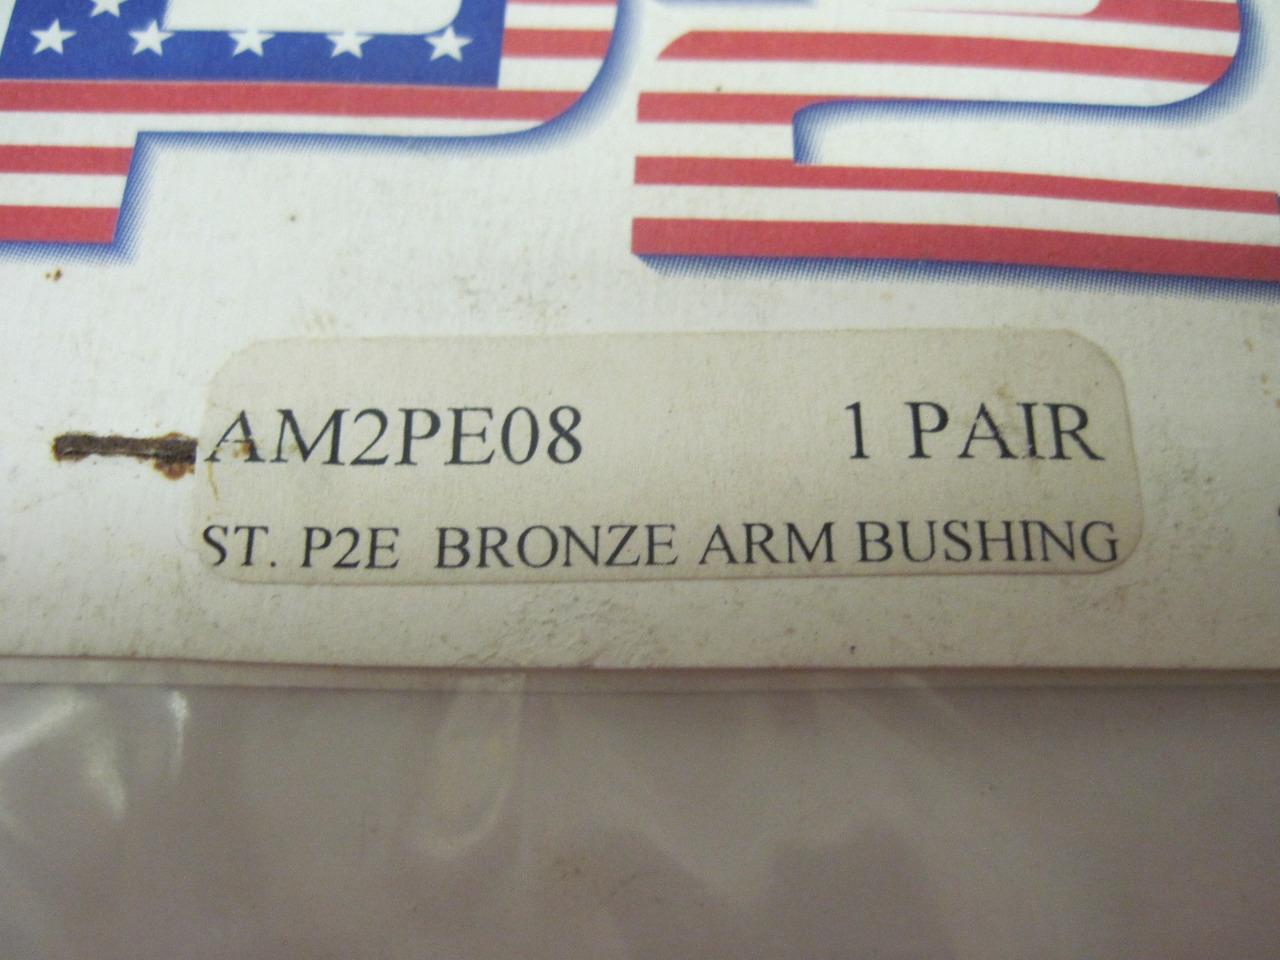 AM2PE08 1 PAIR
ST. P2E BRONZE ARM BUSHING